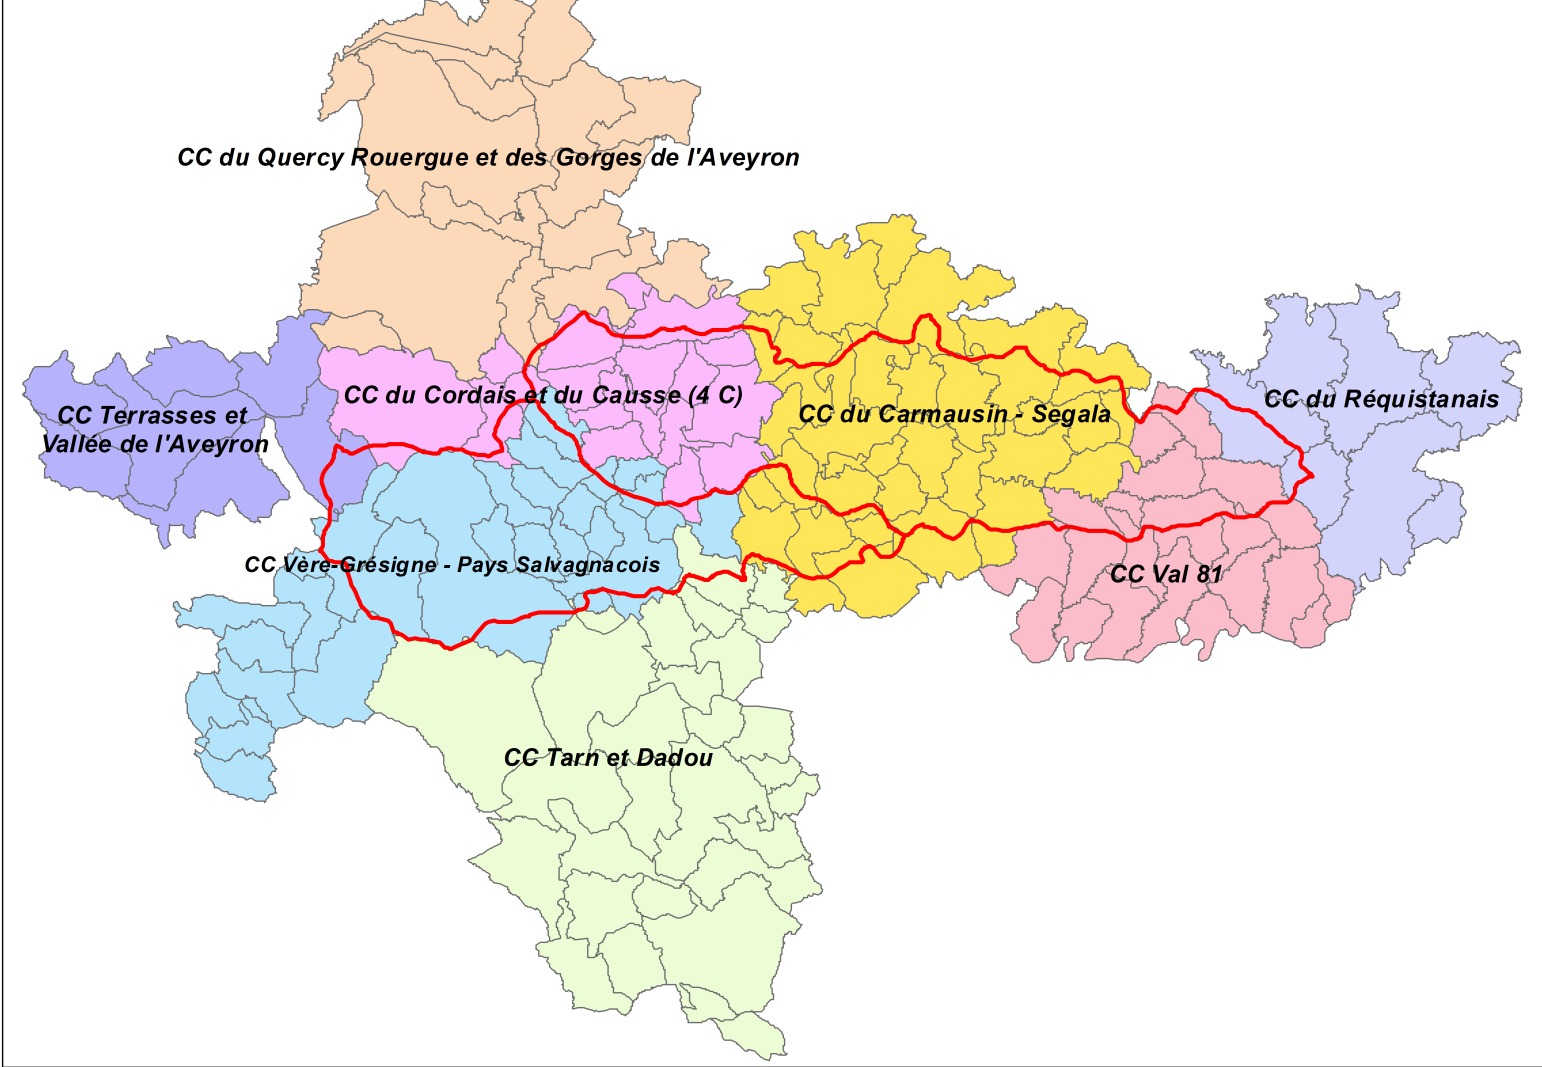 CC du Quercy Rouergue et des Gorges de l'Aveyron
CC du Cordais et du Causse (4 C)
CC du Réquistanais
CC Terrasses et
Vallée de l'Aveyron
CC du Carmausin - Segala
CC Vère-Grésigne - Pays Salvagnacois
CC Val 81
CC Tarn et Dadou